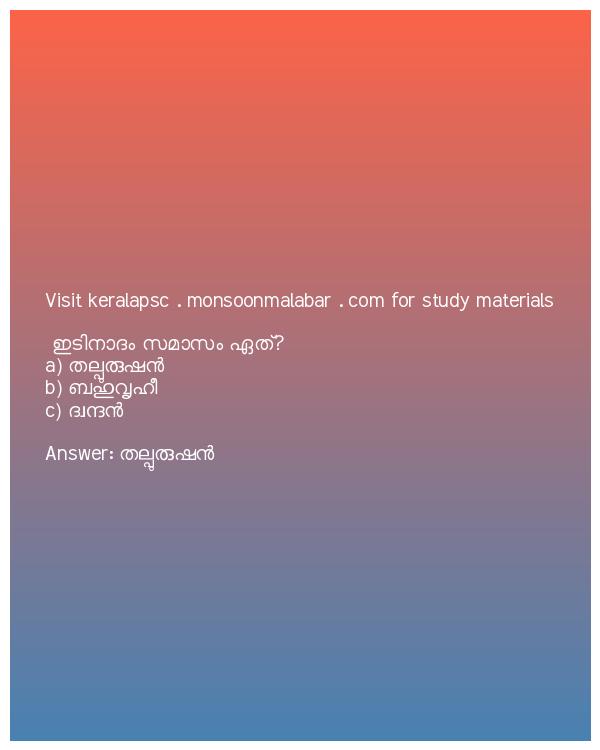 Visit keralapsc . monsoonmalabar . com for study materials
ഇടിനാദം സമാസം ഏത്?
a) തല്പുരുഷൻ
b) ബഹുവൃഹീ
c) ദ്വന്ദൻ
Answer: തല്പുരുഷൻ